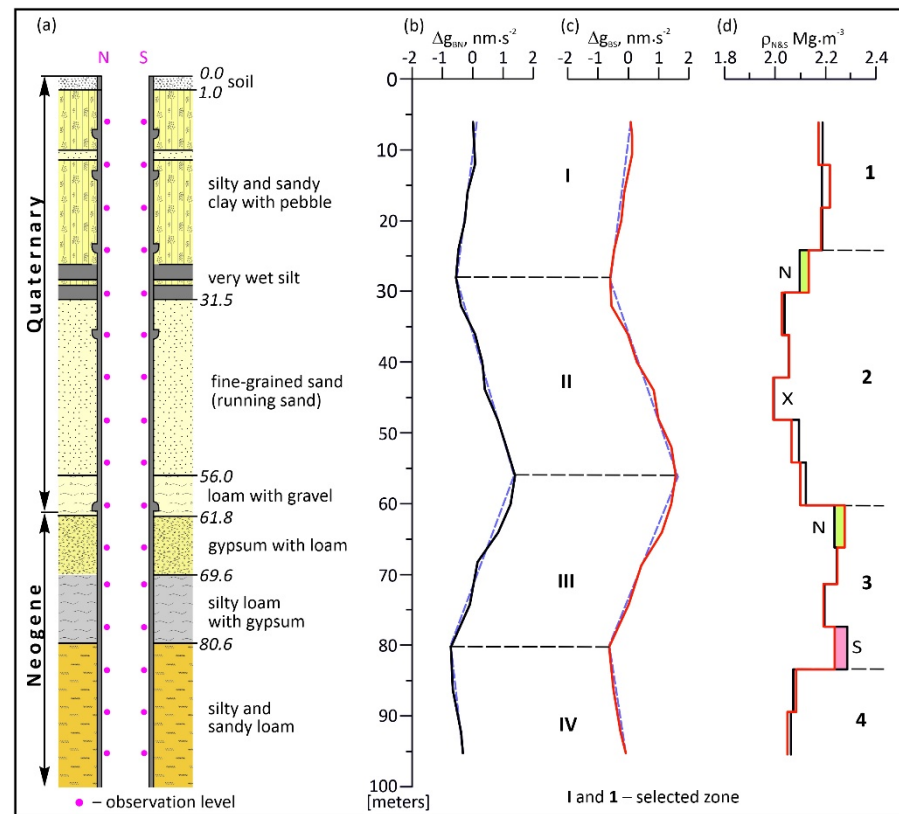 (a)
N S
0.0
soil
1.0
silty and sandy
clay with pebble
very wet silt
31.5
fine-grained sand
(running sand)
56.0
loam with gravel
61.8
gypsum with loam
69.6
silty loam
with gypsum
80.6
silty and
sandy loam
Quaternary
Neogene
● – observation level
(b)
Δg_BN, nm·s⁻²
-2 -1 0 1 2
0
10
20
30
40
50
60
70
80
90
100
[meters]
I
II
III
IV
(c)
Δg_BS, nm·s⁻²
-2 -1 0 1 2
(d)
ρ_N&S Mg·m⁻³
1.8 2.0 2.2 2.4
1
N
2
X
N
3
S
4
I and 1 – selected zone